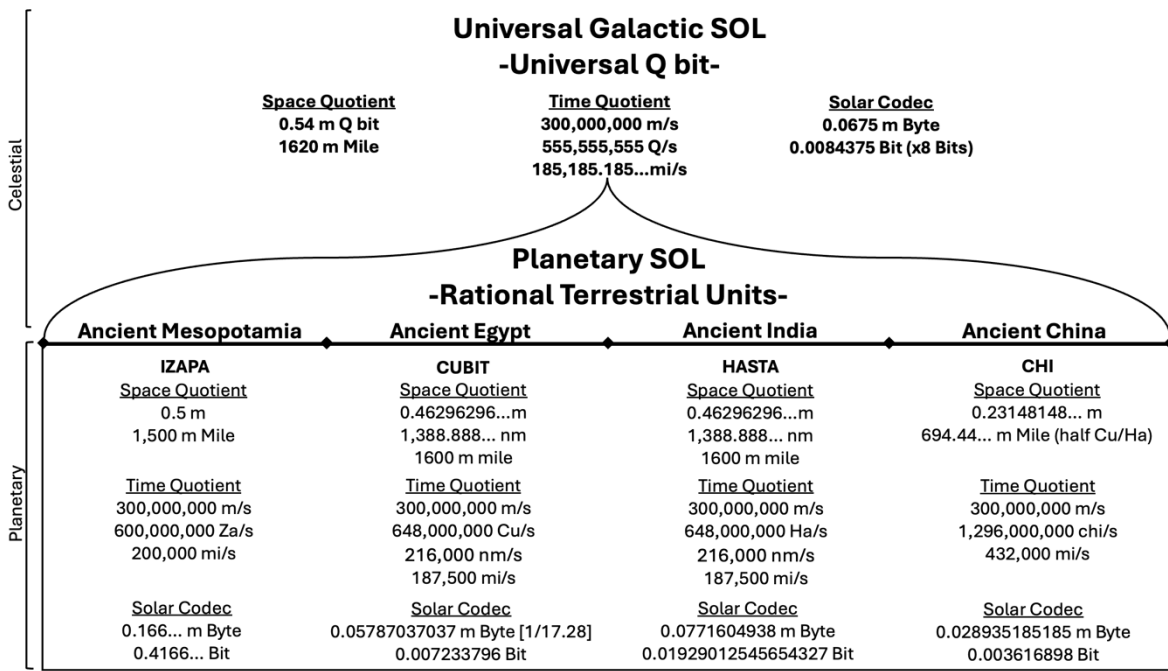 Universal Galactic SOL
-Universal Q bit-
Space Quotient
0.54 m Q bit
1620 m Mile
Time Quotient
300,000,000 m/s
555,555,555 Q/s
185,185.185...mi/s
Solar Codec
0.0675 m Byte
0.0084375 Bit (x8 Bits)
Celestial
Planetary SOL
-Rational Terrestrial Units-
Planetary
Ancient Mesopotamia
IZAPA
Space Quotient
0.5 m
1,500 m Mile
Time Quotient
300,000,000 m/s
600,000,000 Za/s
200,000 mi/s
Solar Codec
0.166... m Byte
0.4166... Bit
Ancient Egypt
CUBIT
Space Quotient
0.46296296...m
1,388.888... nm
1600 m mile
Time Quotient
300,000,000 m/s
648,000,000 Cu/s
216,000 nm/s
187,500 mi/s
Solar Codec
0.05787037037 m Byte [1/17.28]
0.007233796 Bit
Ancient India
HASTA
Space Quotient
0.46296296...m
1,388.888... nm
1600 m mile
Time Quotient
300,000,000 m/s
648,000,000 Ha/s
216,000 nm/s
187,500 mi/s
Solar Codec
0.0771604938 m Byte
0.01929012545654327 Bit
Ancient China
CHI
Space Quotient
0.23148148... m
694.44... m Mile (half Cu/Ha)
Time Quotient
300,000,000 m/s
1,296,000,000 chi/s
432,000 mi/s
Solar Codec
0.028935185185 m Byte
0.003616898 Bit